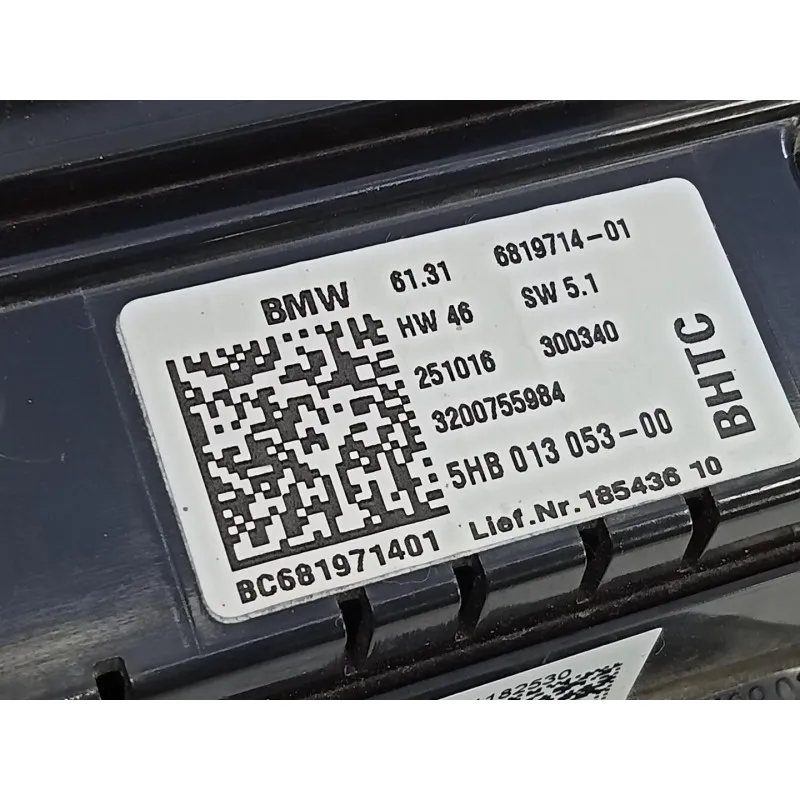 BMW 61.31 6819714-01
HW 46 SW 5.1
251016 300340
3200755984
5HB 013 053-00
Lief.Nr.185436 10
BC681971401
BHTC
182530